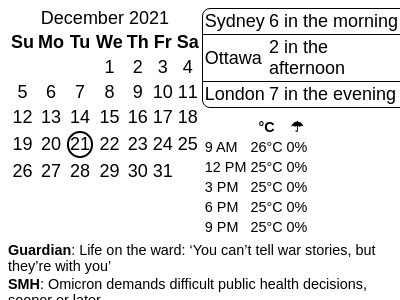 December 2021
Su Mo Tu We Th Fr Sa
1 2 3 4
5 6 7 8 9 10 11
12 13 14 15 16 17 18
19 20 21 22 23 24 25
26 27 28 29 30 31
Sydney 6 in the morning
Ottawa 2 in the
afternoon
London 7 in the evening
°C ☂
9 AM 26°C 0%
12 PM 25°C 0%
3 PM 25°C 0%
6 PM 25°C 0%
9 PM 25°C 0%
Guardian: Life on the ward: ‘You can’t tell war stories, but
they’re with you’
SMH: Omicron demands difficult public health decisions,
sooner or later